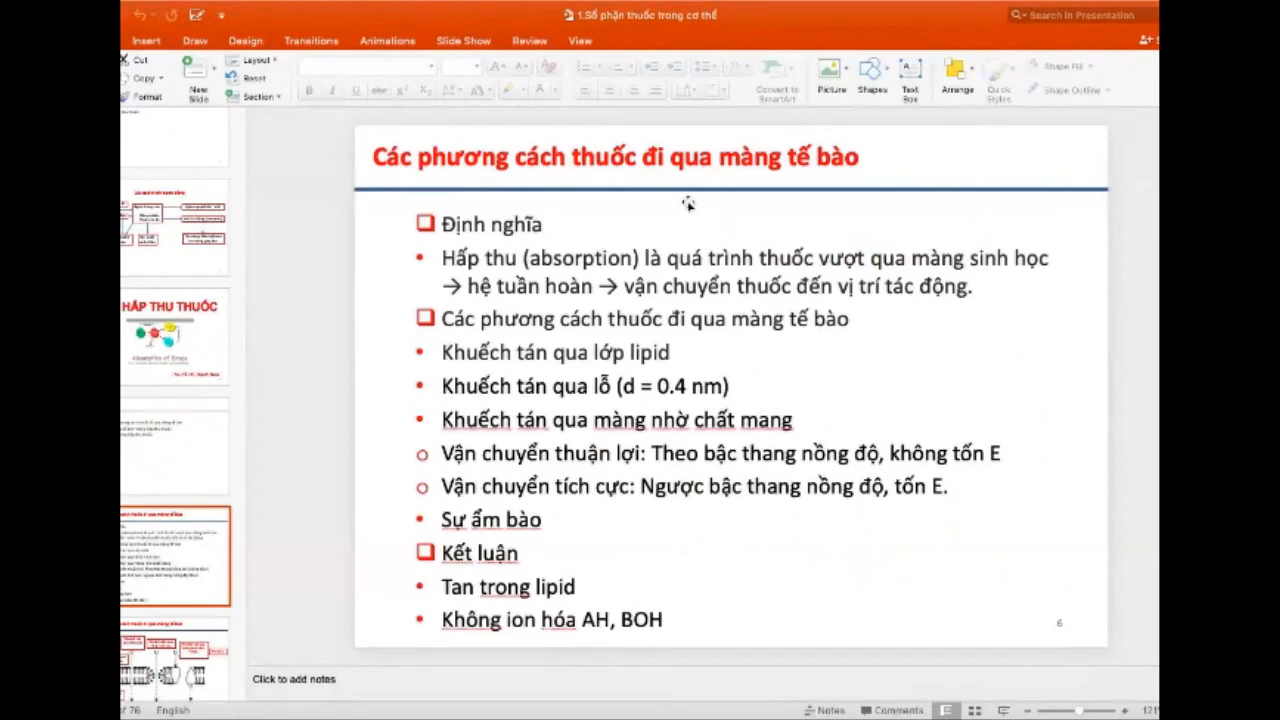 1.Số phận thuốc trong cơ thể
Search in Presentation
Insert Draw Design Transitions Animations Slide Show Review View
Cut
Copy
Format
New Slide
Layout
Reset
Section
Convert to SmartArt
Picture
Shapes
Text Box
Arrange
Quick Styles
Shape Fill
Shape Outline
HẤP THU THUỐC
Absorption of Drugs
Các phương cách thuốc đi qua màng tế bào
Định nghĩa
Hấp thu (absorption) là quá trình thuốc vượt qua màng sinh học
→ hệ tuần hoàn → vận chuyển thuốc đến vị trí tác động.
Các phương cách thuốc đi qua màng tế bào
Khuếch tán qua lớp lipid
Khuếch tán qua lỗ (d = 0.4 nm)
Khuếch tán qua màng nhờ chất mang
Vận chuyển thuận lợi: Theo bậc thang nồng độ, không tốn E
Vận chuyển tích cực: Ngược bậc thang nồng độ, tốn E.
Sự ẩm bào
Kết luận
Tan trong lipid
Không ion hóa AH, BOH
6
Click to add notes
of 76 English
Notes Comments